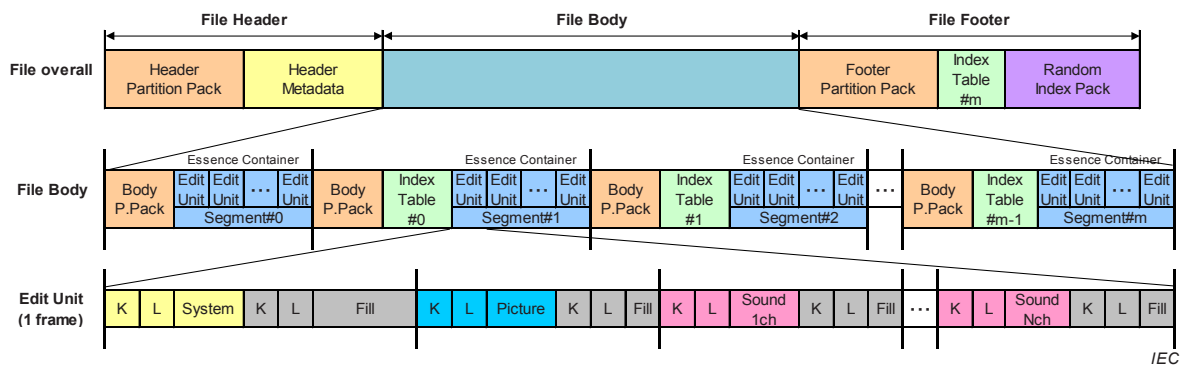 File Header
File Body
File Footer
File overall
Header
Partition Pack
Header
Metadata
Footer
Partition Pack
Index
Table
#m
Random
Index Pack
Essence Container
Essence Container
Essence Container
Essence Container
File Body
Body
P.Pack
Edit
Unit
Edit
Unit
...
Edit
Unit
Segment#0
Body
P.Pack
Index
Table
#0
Edit
Unit
Edit
Unit
...
Edit
Unit
Segment#1
Body
P.Pack
Index
Table
#1
Edit
Unit
Edit
Unit
...
Edit
Unit
Segment#2
...
Body
P.Pack
Index
Table
#m-1
Edit
Unit
Edit
Unit
...
Edit
Unit
Segment#m
Edit Unit
(1 frame)
K
L
System
K
L
Fill
K
L
Picture
K
L
Fill
K
L
Sound
1ch
K
L
Fill
...
K
L
Sound
Nch
K
L
Fill
IEC